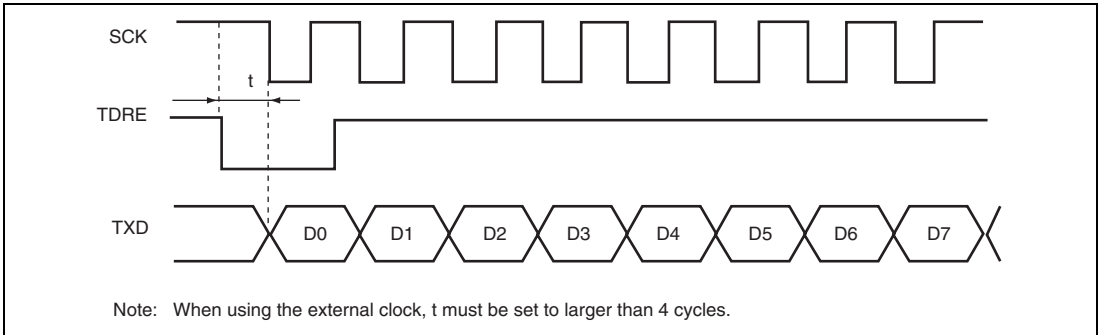 SCK
t
TDRE
TXD D0 D1 D2 D3 D4 D5 D6 D7
Note: When using the external clock, t must be set to larger than 4 cycles.